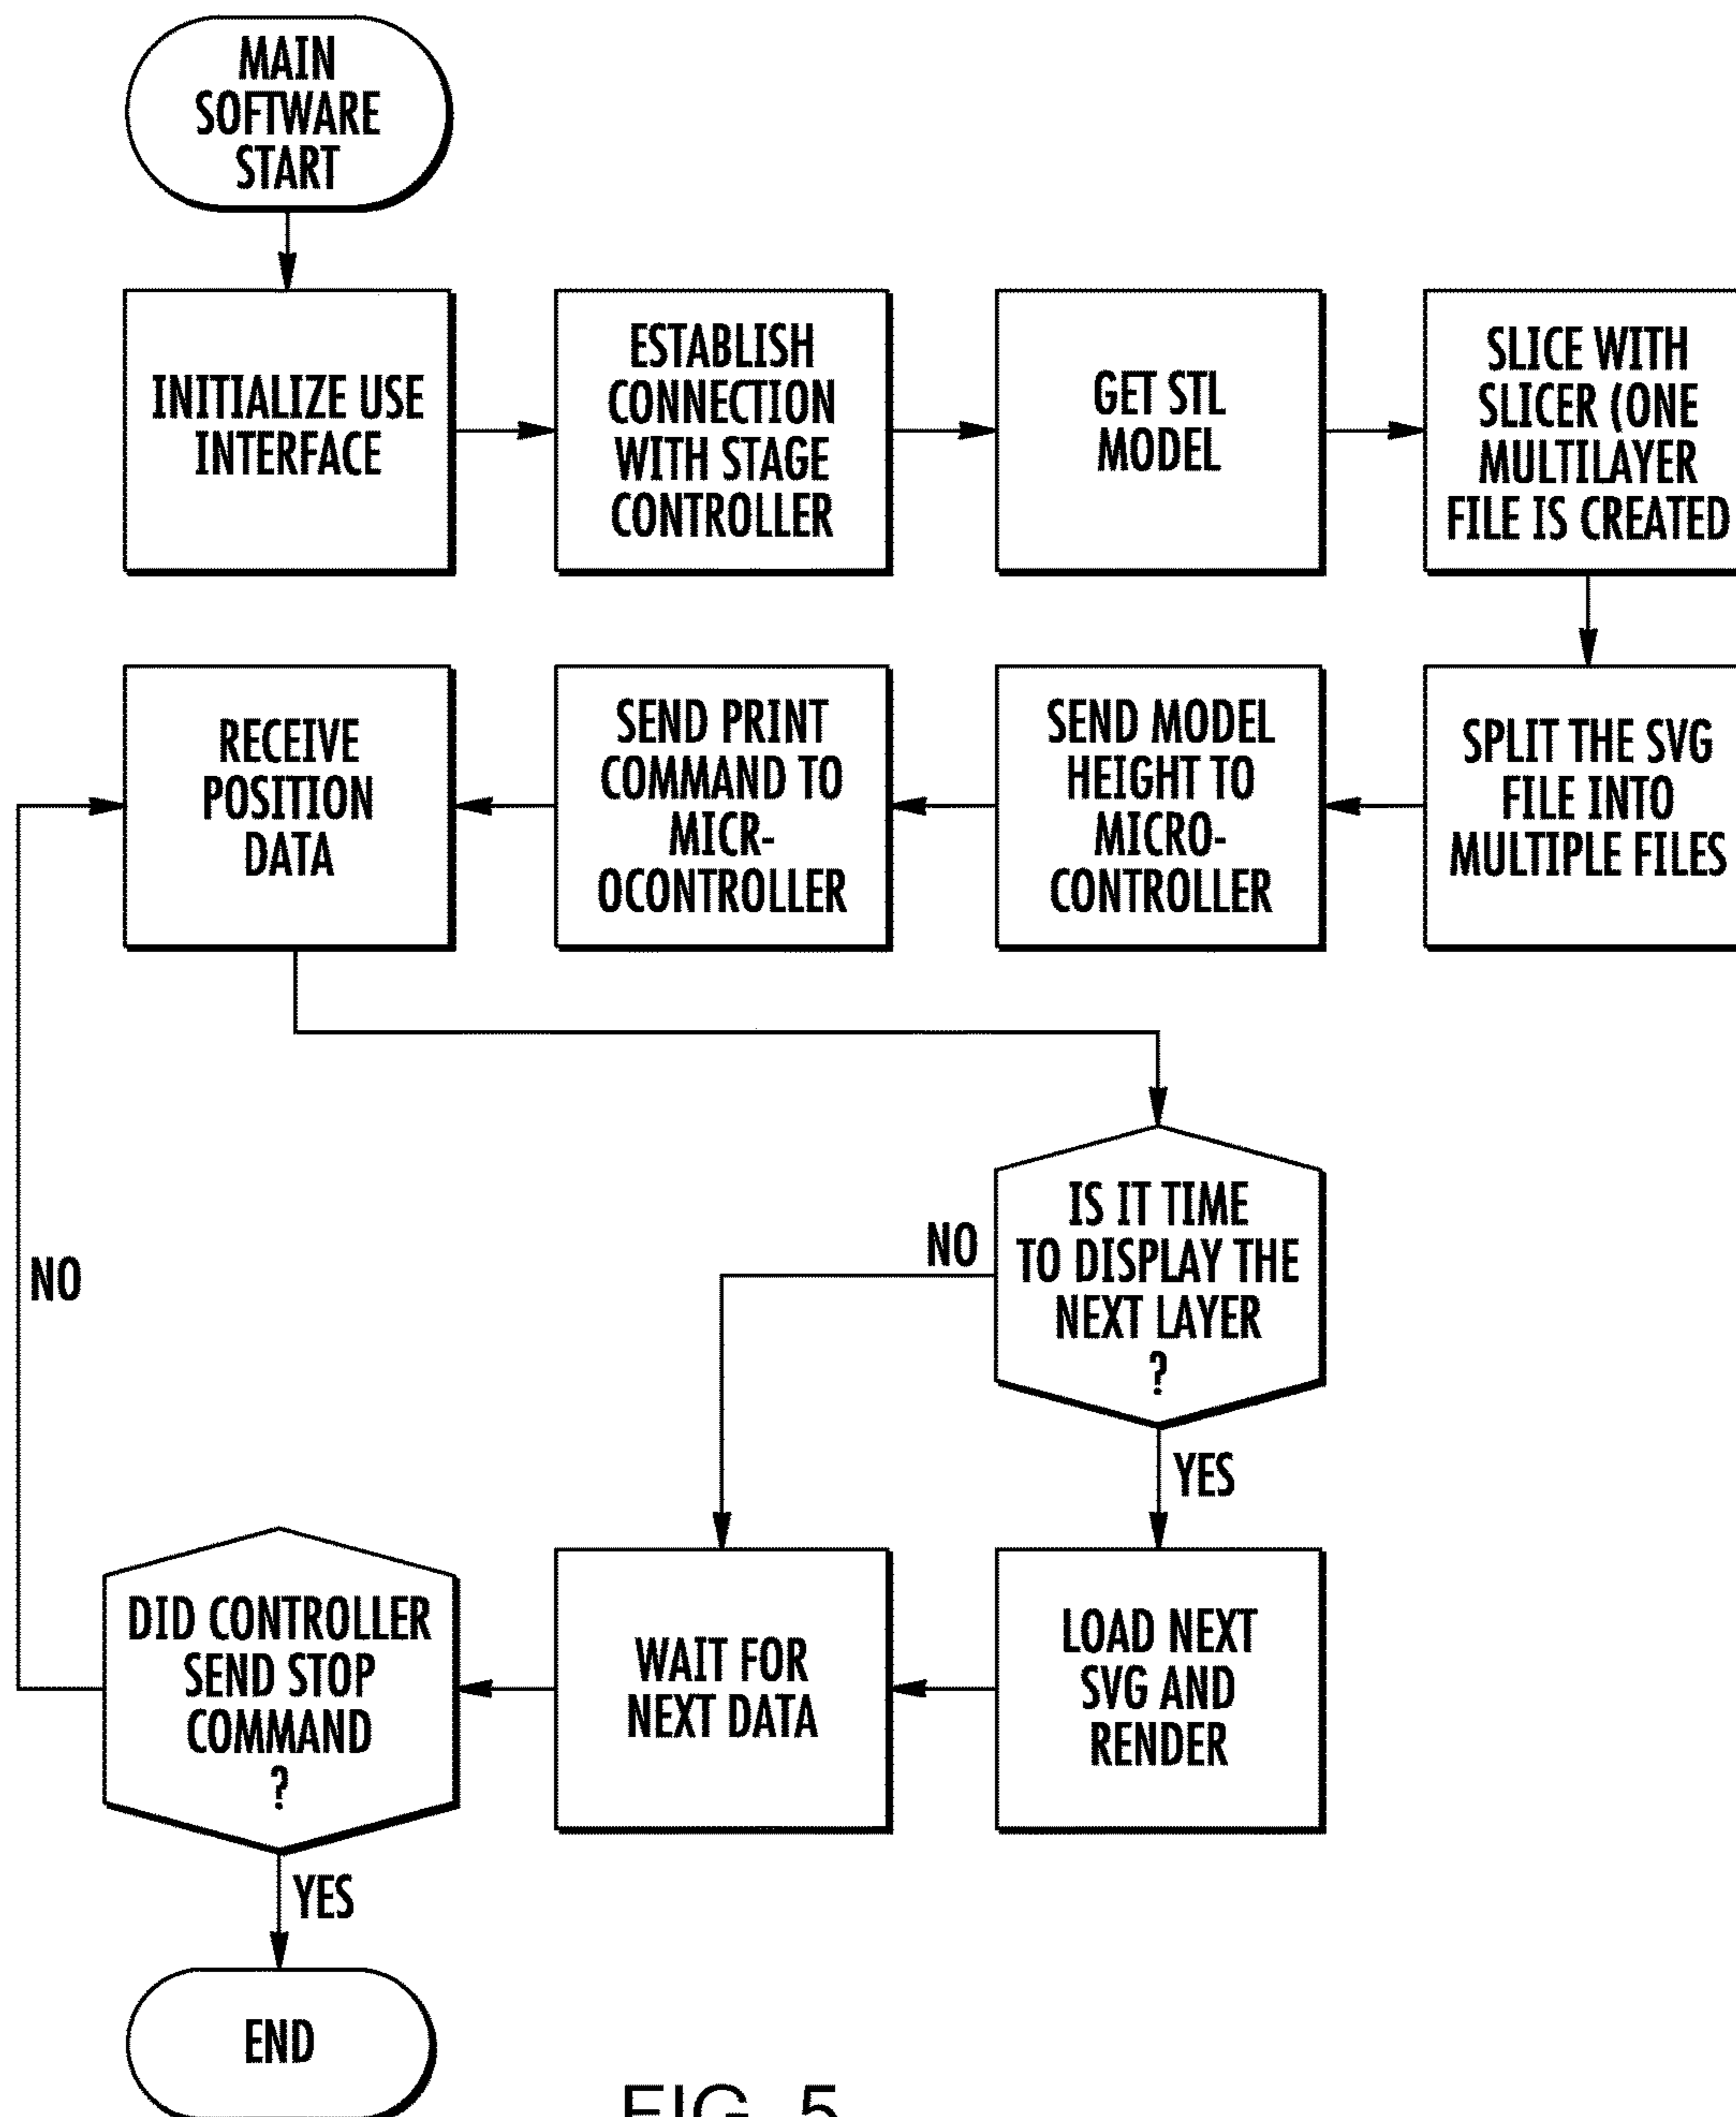 MAIN
SOFTWARE
START
INITIALIZE USE
INTERFACE
ESTABLISH
CONNECTION
WITH STAGE
CONTROLLER
GET STL
MODEL
SLICE WITH
SLICER (ONE
MULTILAYER
FILE IS CREATED
SPLIT THE SVG
FILE INTO
MULTIPLE FILES
SEND MODEL
HEIGHT TO
MICRO-
CONTROLLER
SEND PRINT
COMMAND TO
MICR-
OCONTROLLER
RECEIVE
POSITION
DATA
IS IT TIME
TO DISPLAY THE
NEXT LAYER
?
NO
YES
LOAD NEXT
SVG AND
RENDER
WAIT FOR
NEXT DATA
DID CONTROLLER
SEND STOP
COMMAND
?
NO
YES
END
FIG. 5